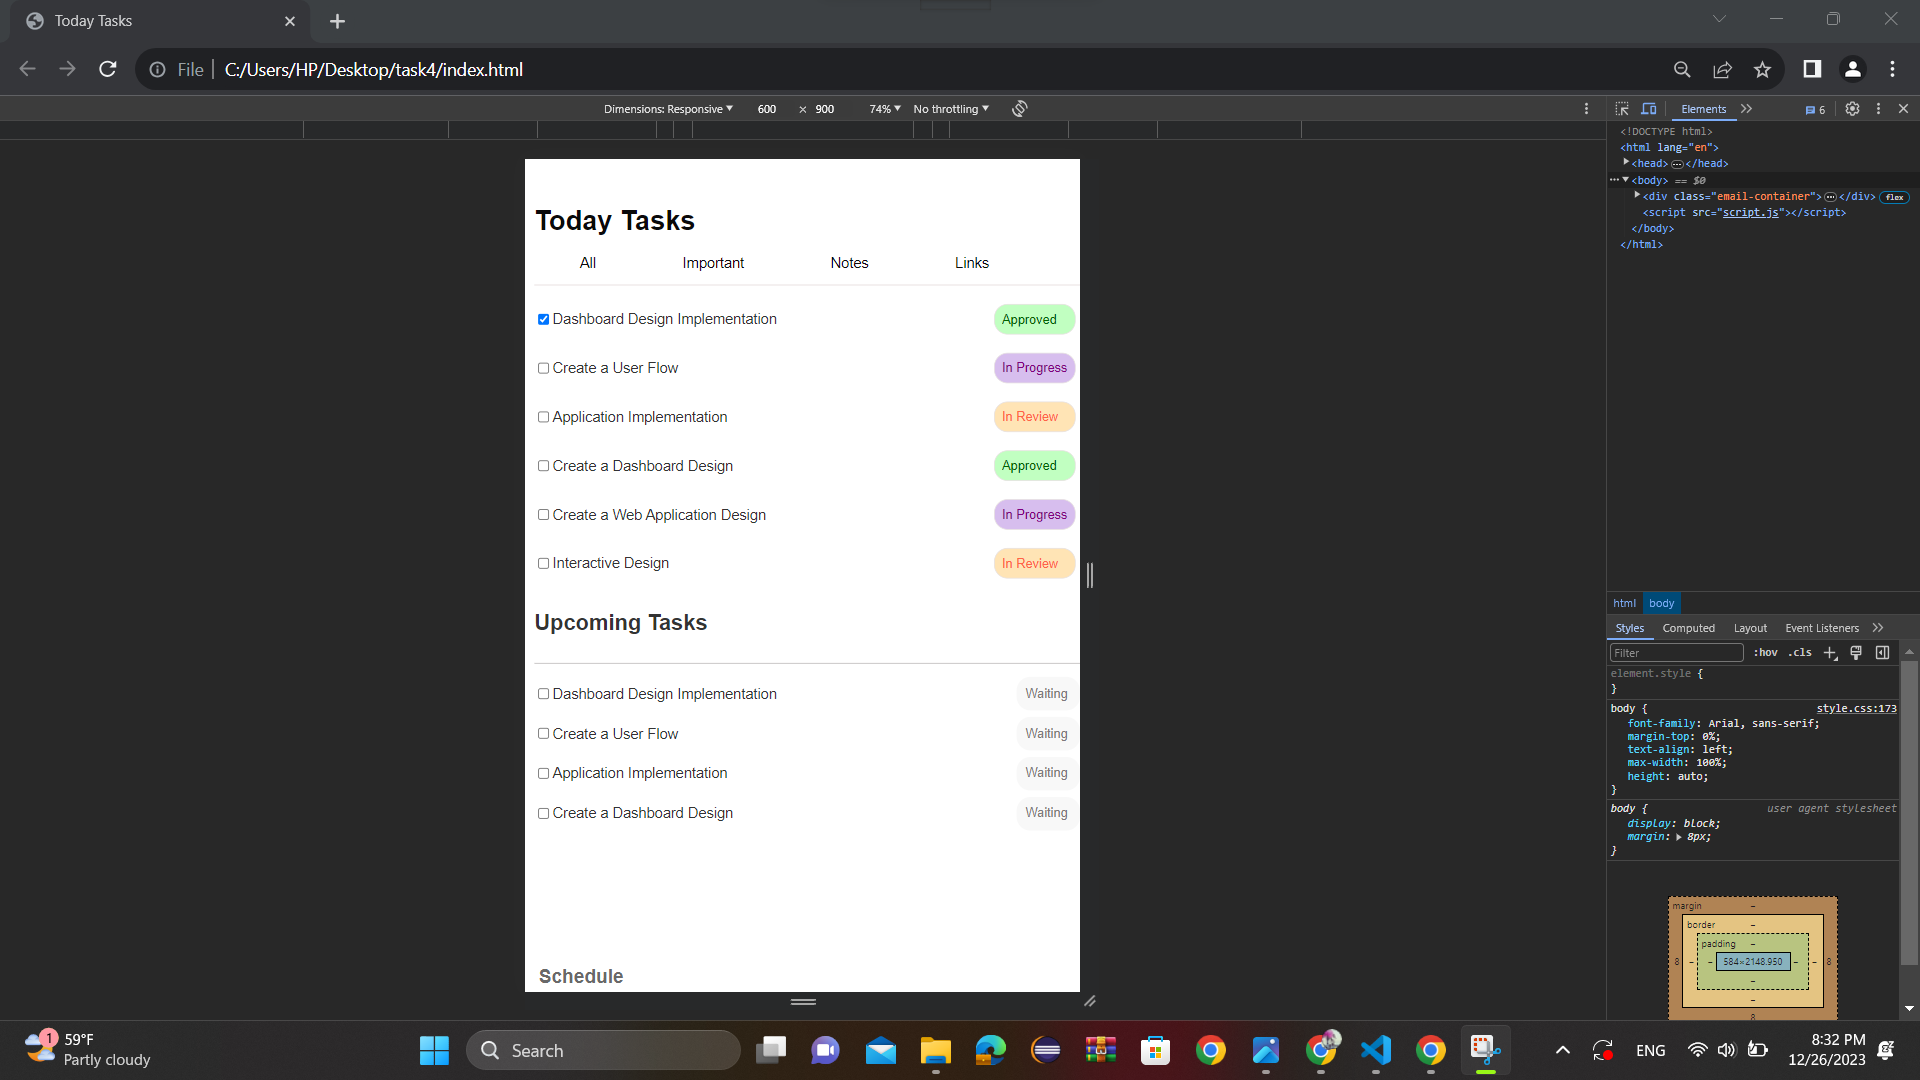 Today Tasks
File C:/Users/HP/Desktop/task4/index.html
Dimensions: Responsive 600 × 900 74% No throttling
Elements 6
<!DOCTYPE html>
<html lang="en">
<head> </head>
<body> == $0
<div class="email-container"> </div> flex
<script src="script.js"></script>
</body>
</html>
Today Tasks
All Important Notes Links
Dashboard Design Implementation Approved
Create a User Flow In Progress
Application Implementation In Review
Create a Dashboard Design Approved
Create a Web Application Design In Progress
Interactive Design In Review
Upcoming Tasks
Dashboard Design Implementation Waiting
Create a User Flow Waiting
Application Implementation Waiting
Create a Dashboard Design Waiting
Schedule
html body
Styles Computed Layout Event Listeners
Filter :hov .cls
element.style {
}
body { style.css:173
font-family: Arial, sans-serif;
margin-top: 0%;
text-align: left;
max-width: 100%;
height: auto;
}
body { user agent stylesheet
display: block;
margin: 8px;
}
margin -
border -
padding -
8 - - 584×2148.950 - - 8
-
-
8
1
59°F
Partly cloudy
Search
ENG
8:32 PM
12/26/2023